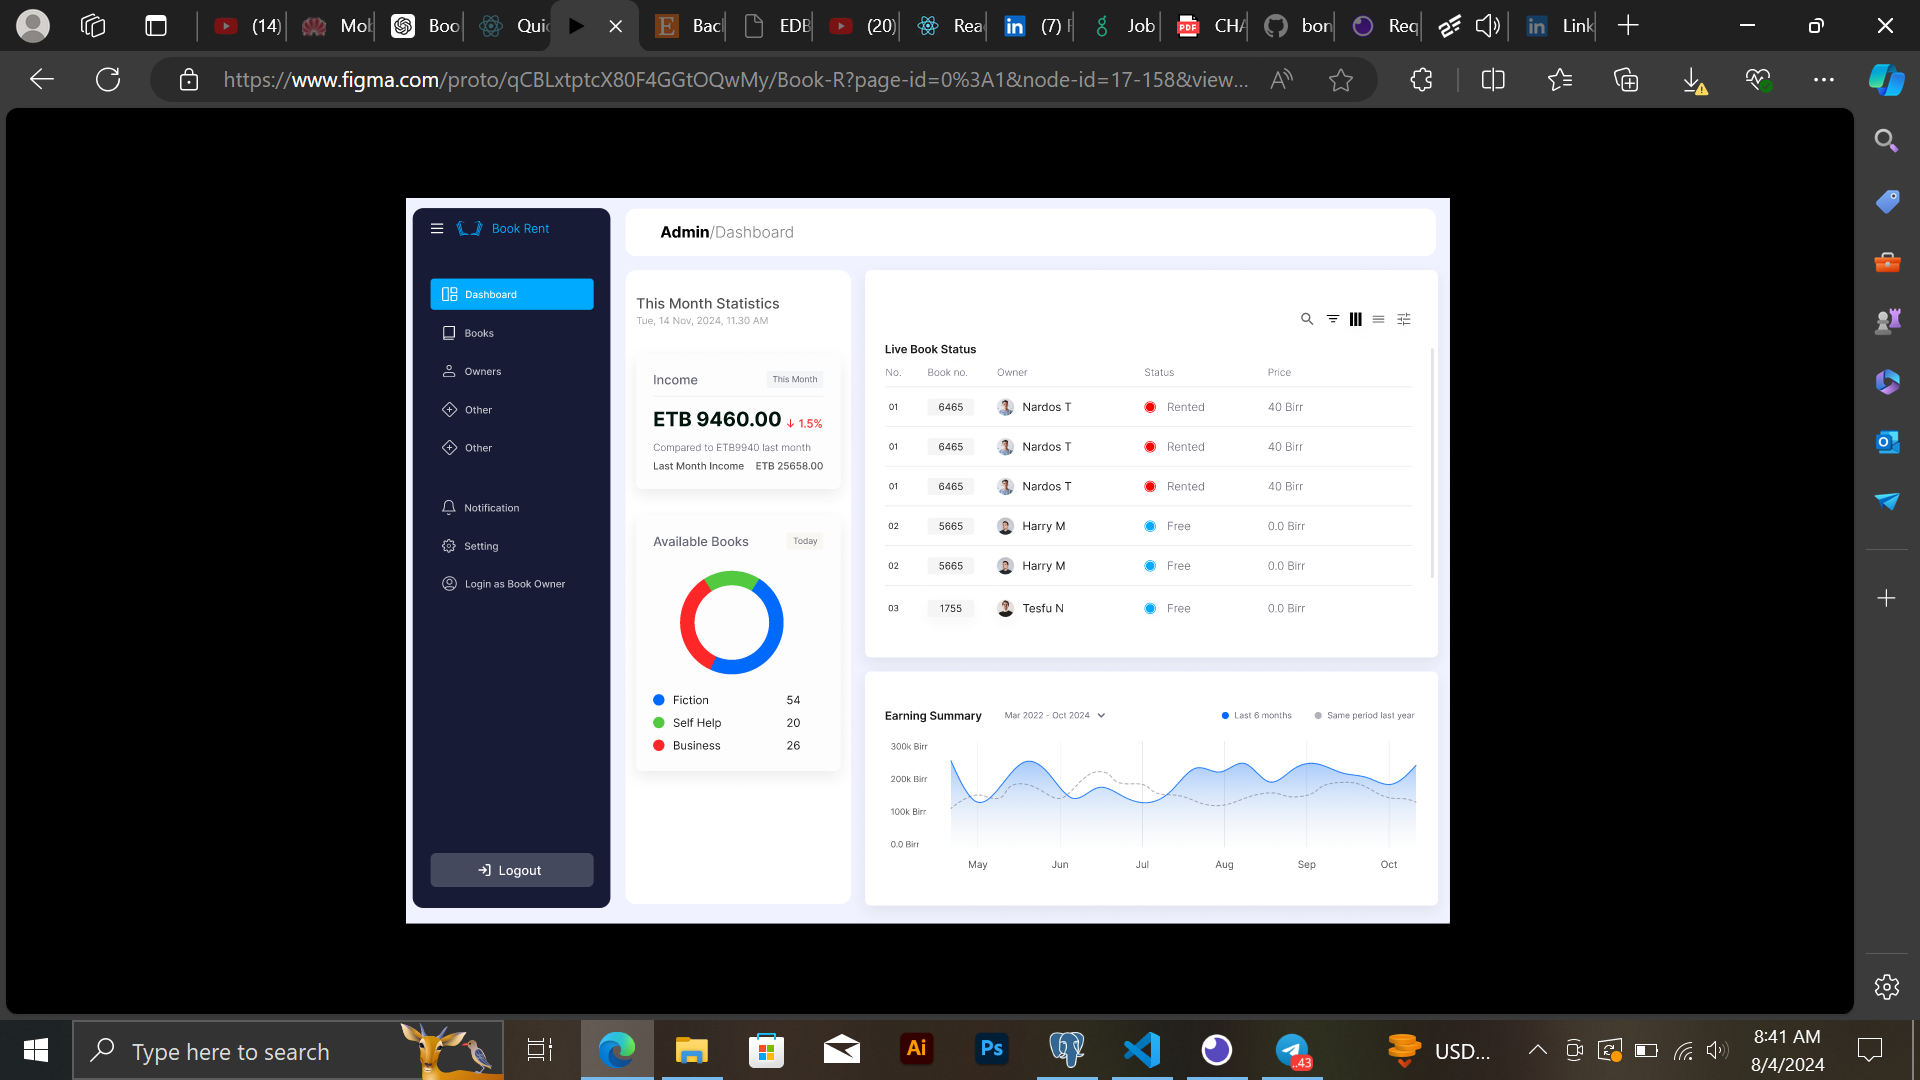 (14)
Mob
Boo
Quic
Bac
EDB
(20)
Rea
(7) F
Job
CHA
bon
Req
Link
https://www.figma.com/proto/qCBLxtptcX80F4GGtOQwMy/Book-R?page-id=0%3A1&node-id=17-158&view...
Book Rent
Dashboard
Books
Owners
Other
Other
Notification
Setting
Login as Book Owner
Logout
Admin/Dashboard
This Month Statistics
Tue, 14 Nov, 2024, 11.30 AM
Income This Month
ETB 9460.00 ↓ 1.5%
Compared to ETB9940 last month
Last Month Income ETB 25658.00
Available Books Today
Fiction 54
Self Help 20
Business 26
Live Book Status
No. Book no. Owner Status Price
01 6465 Nardos T Rented 40 Birr
01 6465 Nardos T Rented 40 Birr
01 6465 Nardos T Rented 40 Birr
02 5665 Harry M Free 0.0 Birr
02 5665 Harry M Free 0.0 Birr
03 1755 Tesfu N Free 0.0 Birr
Earning Summary Mar 2022 - Oct 2024 Last 6 months Same period last year
300k Birr
200k Birr
100k Birr
0.0 Birr
May Jun Jul Aug Sep Oct
Type here to search
Ai
Ps
43
USD...
8:41 AM
8/4/2024